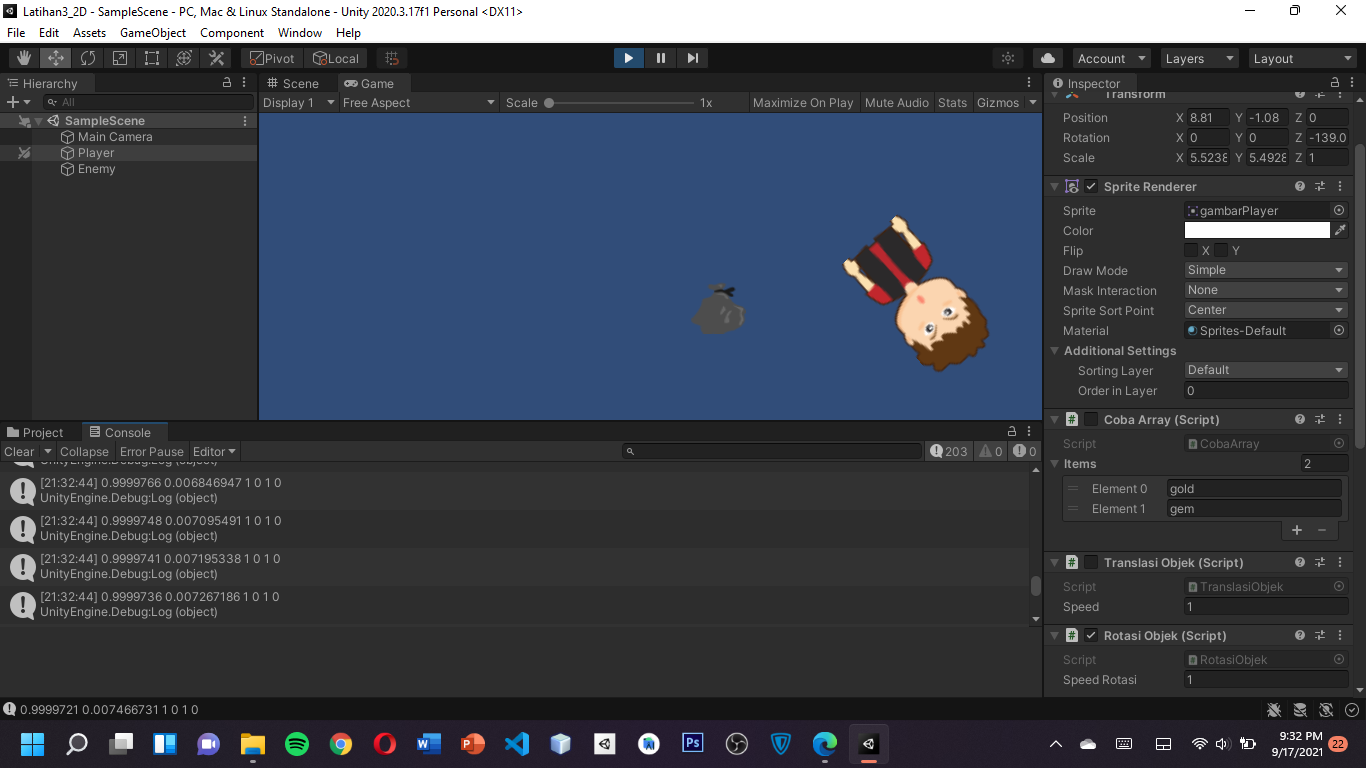 Latihan3_2D - SampleScene - PC, Mac & Linux Standalone - Unity 2020.3.17f1 Personal <DX11>
File Edit Assets GameObject Component Window Help
Pivot Local Account Layers Layout
Hierarchy
All
SampleScene
Main Camera
Player
Enemy
Scene Game
Display 1 Free Aspect Scale 1x Maximize On Play Mute Audio Stats Gizmos
Inspector
Transform
Position X 8.81 Y -1.08 Z 0
Rotation X 0 Y 0 Z -139.0
Scale X 5.5238 Y 5.4928 Z 1
Sprite Renderer
Sprite gambarPlayer
Color
Flip X Y
Draw Mode Simple
Mask Interaction None
Sprite Sort Point Center
Material Sprites-Default
Additional Settings
Sorting Layer Default
Order in Layer 0
# Coba Array (Script)
Script CobaArray
Items 2
Element 0 gold
Element 1 gem
+ −
# Translasi Objek (Script)
Script TranslasiObjek
Speed 1
# Rotasi Objek (Script)
Script RotasiObjek
Speed Rotasi 1
Project Console
Clear Collapse Error Pause Editor 203 0 0
UnityEngine.Debug:Log (object)
[21:32:44] 0.9999766 0.006846947 1 0 1 0
UnityEngine.Debug:Log (object)
[21:32:44] 0.9999748 0.007095491 1 0 1 0
UnityEngine.Debug:Log (object)
[21:32:44] 0.9999741 0.007195338 1 0 1 0
UnityEngine.Debug:Log (object)
[21:32:44] 0.9999736 0.007267186 1 0 1 0
UnityEngine.Debug:Log (object)
0.9999721 0.007466731 1 0 1 0
W P Ps
9:32 PM
9/17/2021
22